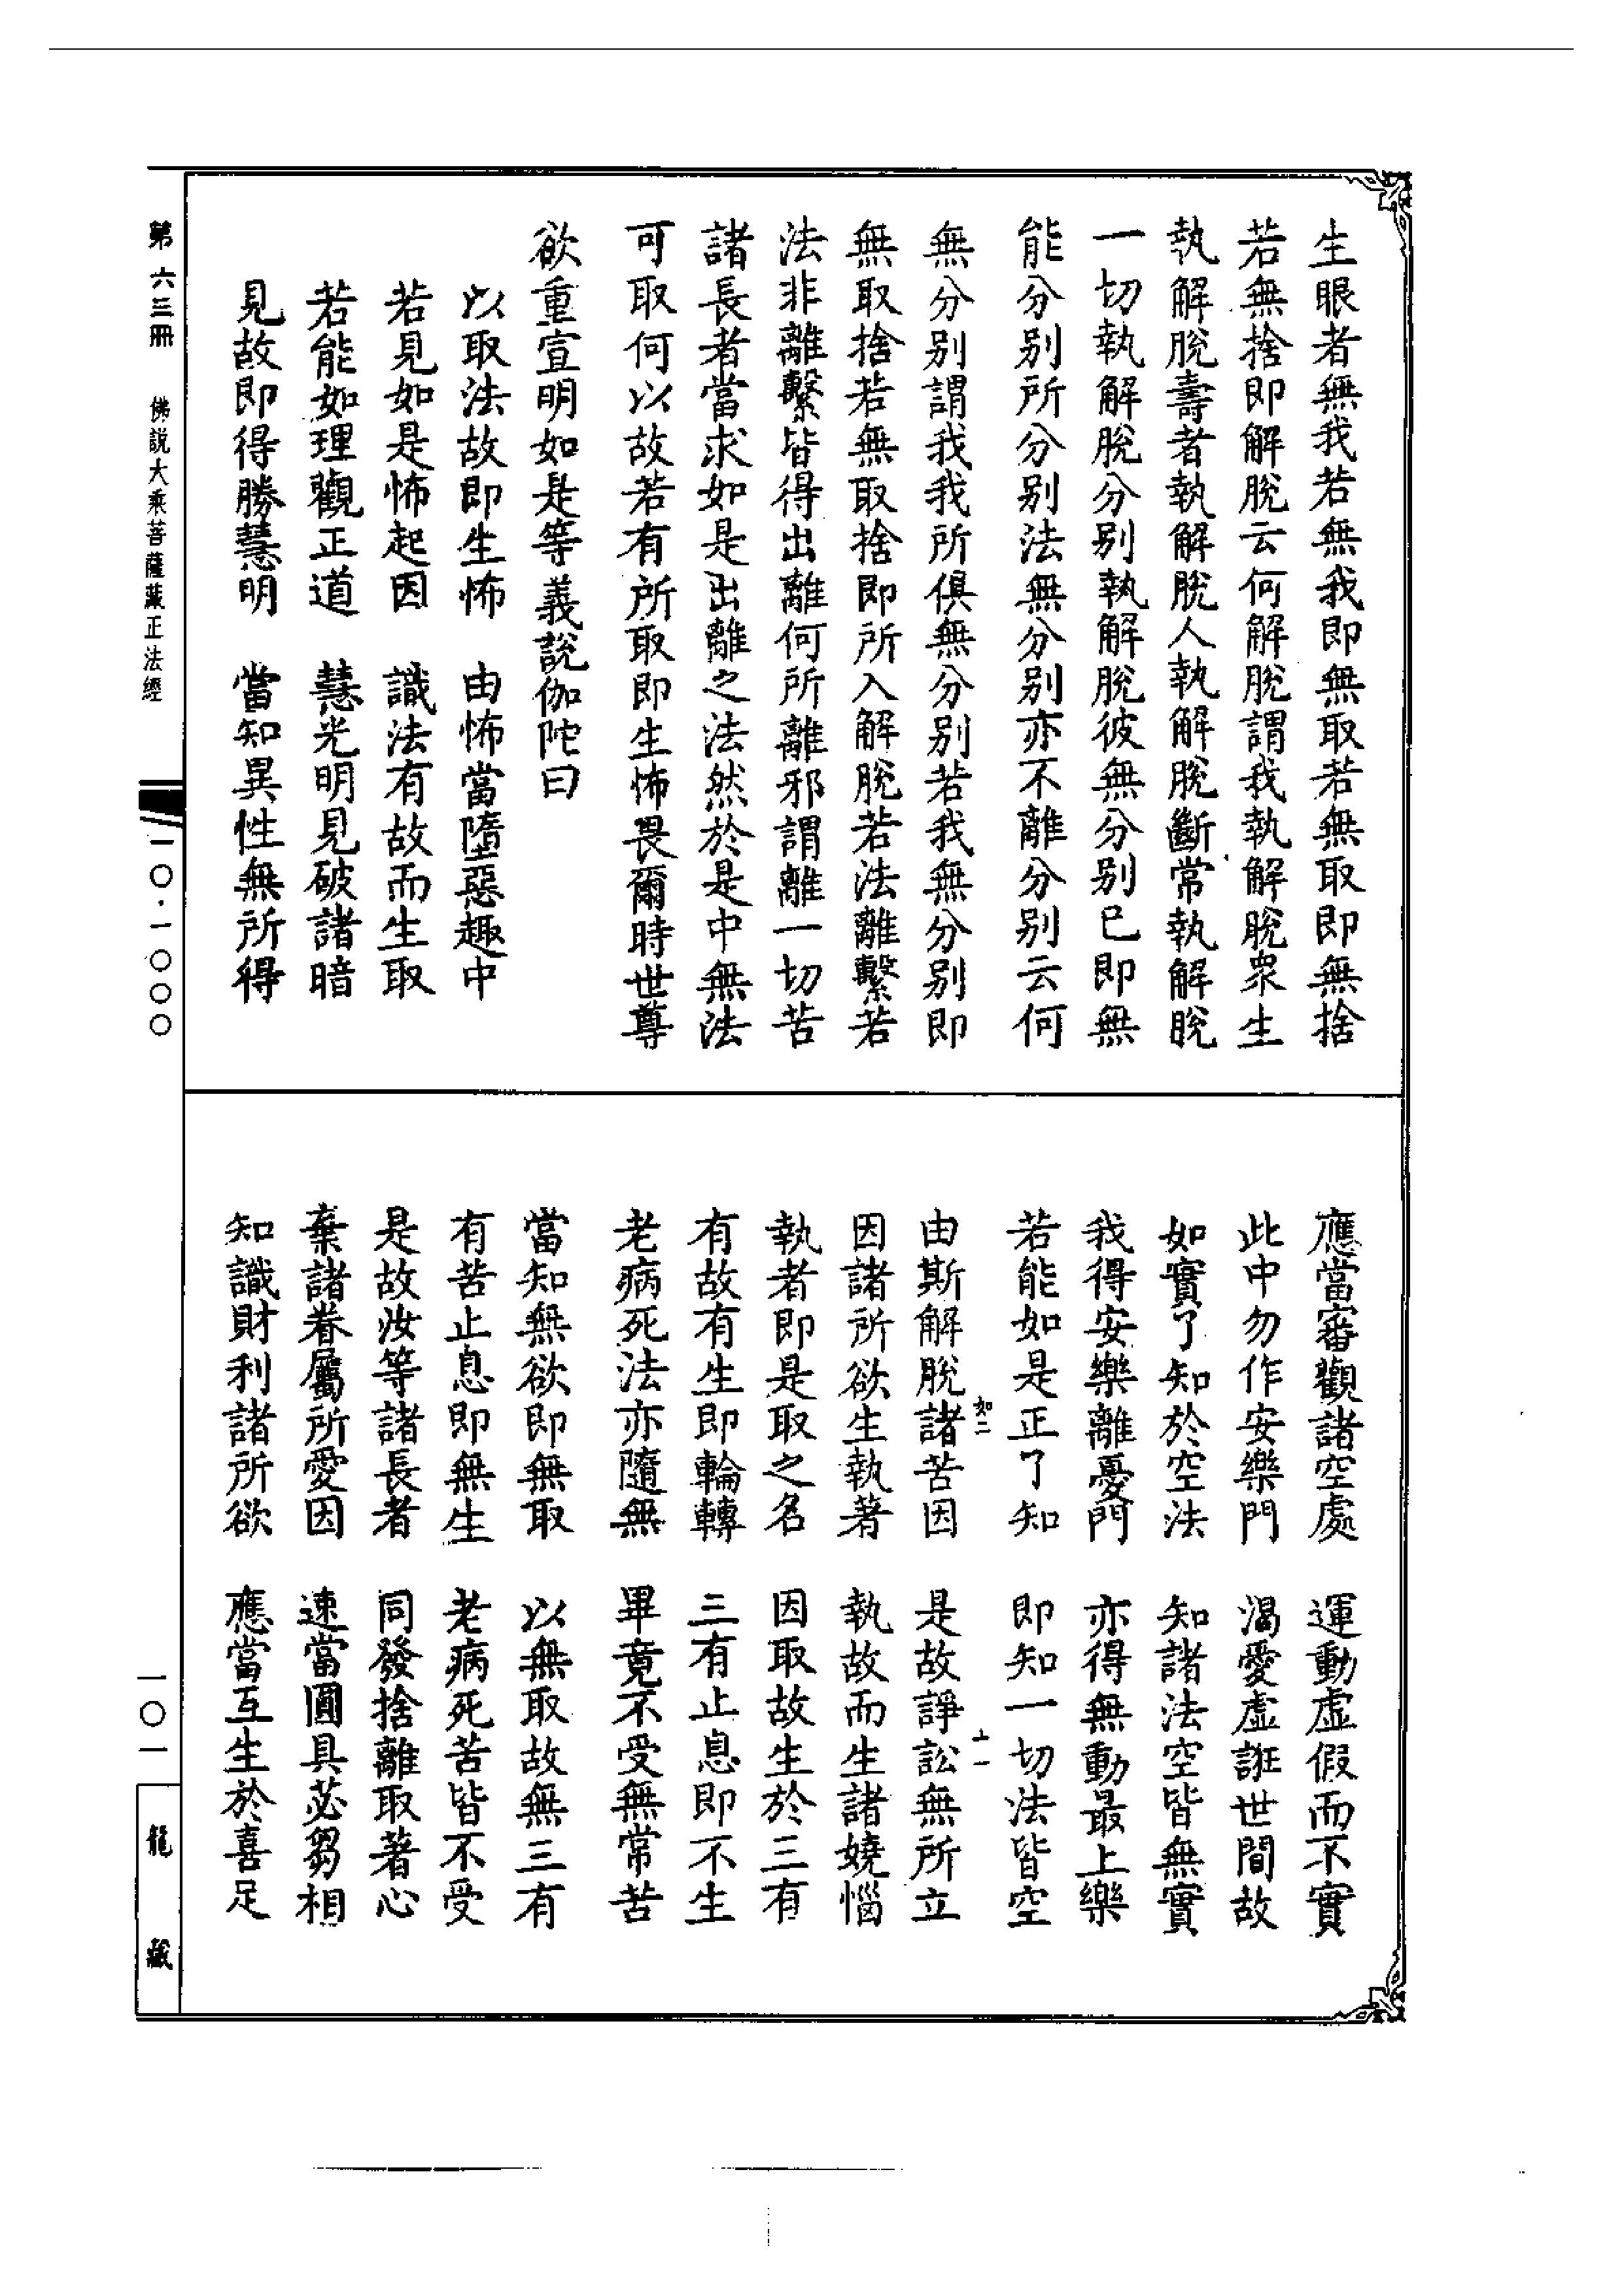 生眼者無我若無我即無取若無取即無捨
若無捨即解脫云何解脫謂我執解脫衆生
執解脫壽者執解脫人執解脫斷常執解脫
一切執解脫分別執解脫彼無分別已即無
能分別所分別法無分別亦不離分別云何
無分別謂我我所俱無分別若我無分別即
無取捨若無取捨即所入解脫若法離繫若
法非離繫皆得出離何所離邪謂離一切苦
諸長者當求如是出離之法然於是中無法
可取何以故若有所取即生怖畏爾時世尊
欲重宣明如是等義說伽陀曰
以取法故即生怖　由怖當墮惡趣中
若見如是怖起因　識法有故而生取
若能如理觀正道　慧光明見破諸暗
見故即得勝慧明　當知異性無所得
應當審觀諸空處　運動虛假而不實
此中勿作安樂門　渴愛虛誑世間故
如實了知於空法　知諸法空皆無實
我得安樂離憂門　亦得無動最上樂
若能如是正了知　即知一切法皆空
如二　十一
由斯解脫諸苦因　是故諍訟無所立
因諸所欲生執著　執故而生諸嬈惱
執者即是取之名　因取故生於三有
有故有生即輪轉　三有止息即不生
老病死法亦隨無　畢竟不受無常苦
當知無欲即無取　以無取故無三有
有苦止息即無生　老病死苦皆不受
是故汝等諸長者　同發捨離取著心
棄諸眷屬所愛因　速當圓具苾芻相
知識財利諸所欲　應當互生於喜足
第六三冊　佛說大乘菩薩藏正法經
一〇·一〇〇〇
一〇一
龍藏